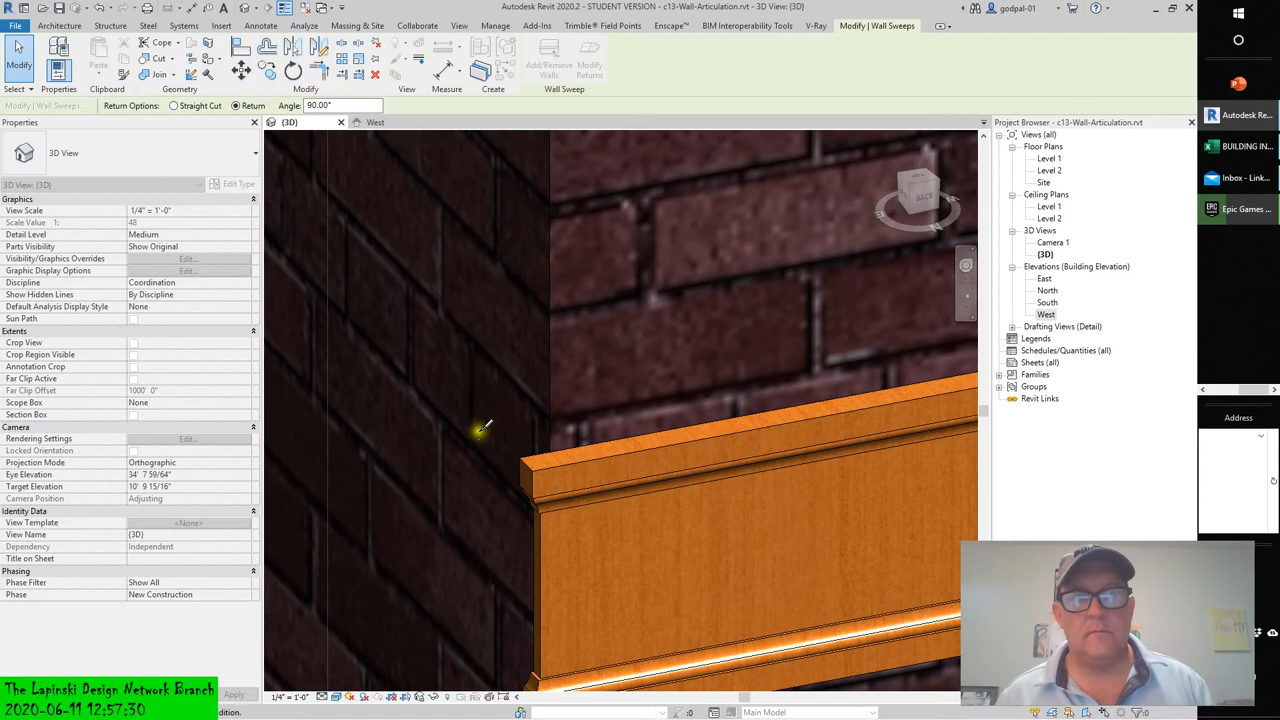 Autodesk Revit 2020.2 - STUDENT VERSION - c13-Wall-Articulation.rvt - 3D View: {3D}
godpal-01
File Architecture Structure Steel Systems Insert Annotate Analyze Massing & Site Collaborate View Manage Add-Ins Trimble® Field Points Enscape™ BIM Interoperability Tools V-Ray Modify | Wall Sweeps
Modify
Paste
Cope
Cut
Join
Add/Remove Walls
Modify Returns
Select Properties Clipboard Geometry Modify View Measure Create Wall Sweep
Modify | Wall Sweeps Return Options: Straight Cut Return Angle: 90.00°
Properties
{3D} West
3D View
3D View: {3D} Edit Type
Graphics
View Scale 1/4" = 1'-0"
Scale Value 1: 48
Detail Level Medium
Parts Visibility Show Original
Visibility/Graphics Overrides Edit...
Graphic Display Options Edit...
Discipline Coordination
Show Hidden Lines By Discipline
Default Analysis Display Style None
Sun Path
Extents
Crop View
Crop Region Visible
Annotation Crop
Far Clip Active
Far Clip Offset 1000' 0"
Scope Box None
Section Box
Camera
Rendering Settings Edit...
Locked Orientation
Projection Mode Orthographic
Eye Elevation 34' 7 59/64"
Target Elevation 10' 9 15/16"
Camera Position Adjusting
Identity Data
View Template <None>
View Name {3D}
Dependency Independent
Title on Sheet
Phasing
Phase Filter Show All
Phase New Construction
Apply
BACK
Project Browser - c13-Wall-Articulation.rvt
Views (all)
Floor Plans
Level 1
Level 2
Site
Ceiling Plans
Level 1
Level 2
3D Views
Camera 1
{3D}
Elevations (Building Elevation)
East
North
South
West
Drafting Views (Detail)
Legends
Schedules/Quantities (all)
Sheets (all)
Families
Groups
Revit Links
Autodesk Re...
BUILDING IN...
Inbox - Link...
Epic Games ...
Address
1/4" = 1'-0"
The Lapinski Design Network Branch
2020-06-11 12:57:30
dition.
:0
Main Model
:0